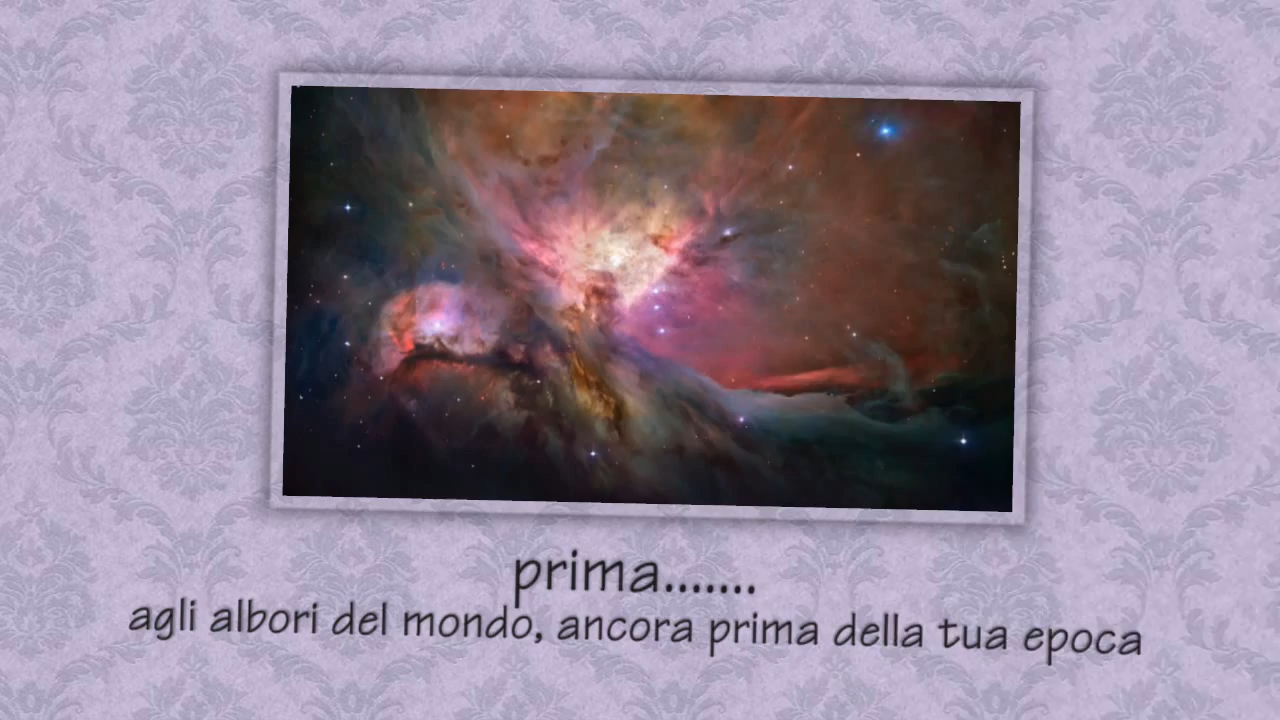 prima.......
agli albori del mondo, ancora prima della tua epoca